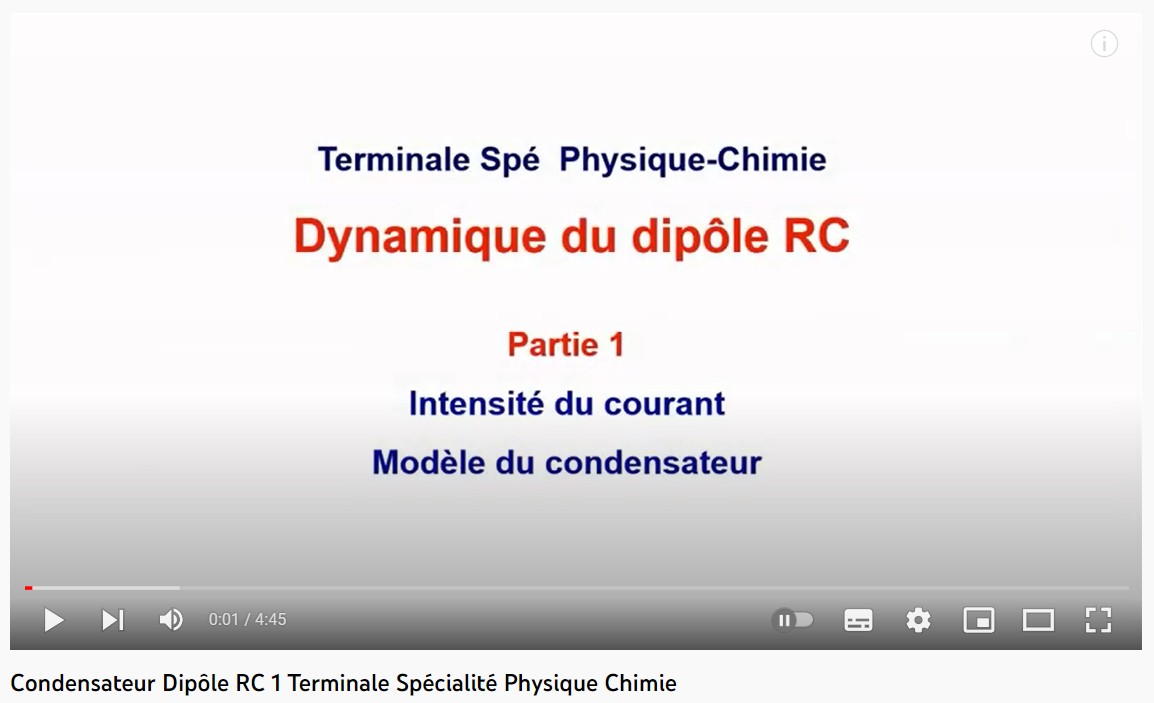 Terminale Spé Physique-Chimie
Dynamique du dipôle RC
Partie 1
Intensité du courant
Modèle du condensateur
0:01 / 4:45
Condensateur Dipôle RC 1 Terminale Spécialité Physique Chimie